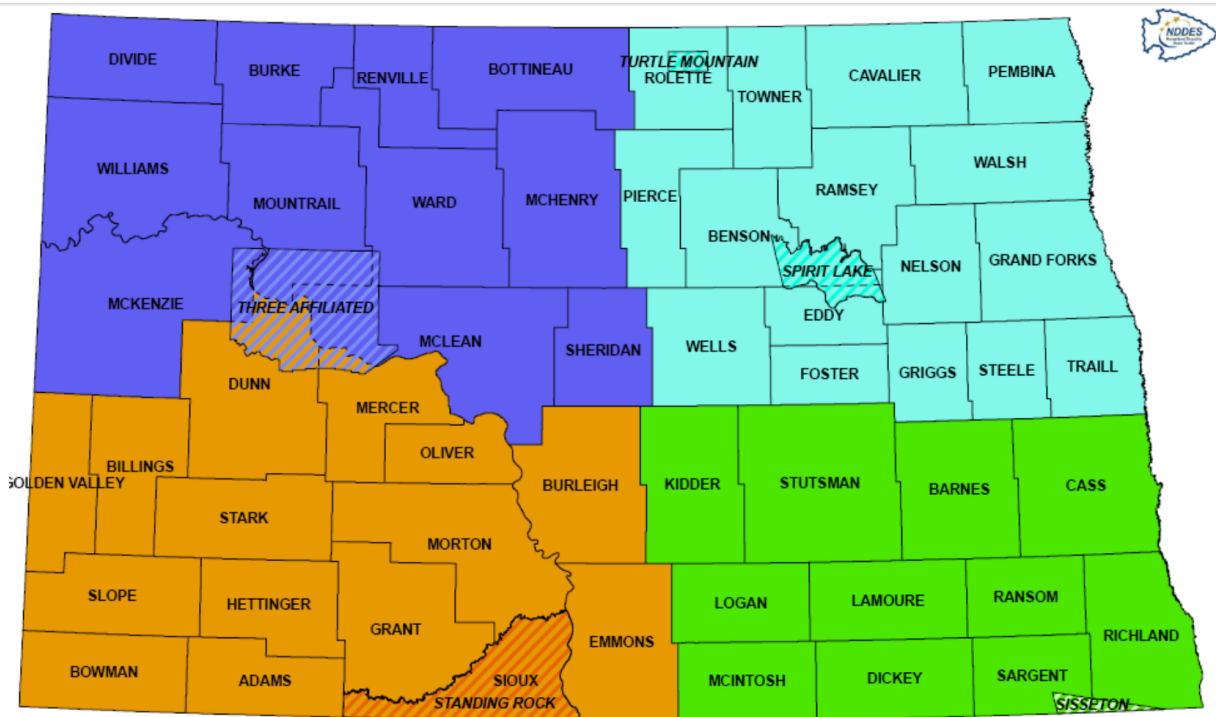 NDDES
DIVIDE
BURKE
RENVILLE
BOTTINEAU
TURTLE MOUNTAIN
ROLETTE
TOWNER
CAVALIER
PEMBINA
WILLIAMS
MOUNTRAIL
WARD
MCHENRY
PIERCE
BENSON
RAMSEY
WALSH
SPIRIT LAKE
NELSON
GRAND FORKS
MCKENZIE
THREE AFFILIATED
MCLEAN
SHERIDAN
WELLS
EDDY
FOSTER
GRIGGS
STEELE
TRAILL
DUNN
MERCER
OLIVER
BILLINGS
GOLDEN VALLEY
STARK
MORTON
BURLEIGH
KIDDER
STUTSMAN
BARNES
CASS
SLOPE
HETTINGER
GRANT
EMMONS
LOGAN
LAMOURE
RANSOM
RICHLAND
BOWMAN
ADAMS
SIOUX
STANDING ROCK
MCINTOSH
DICKEY
SARGENT
SISSETON